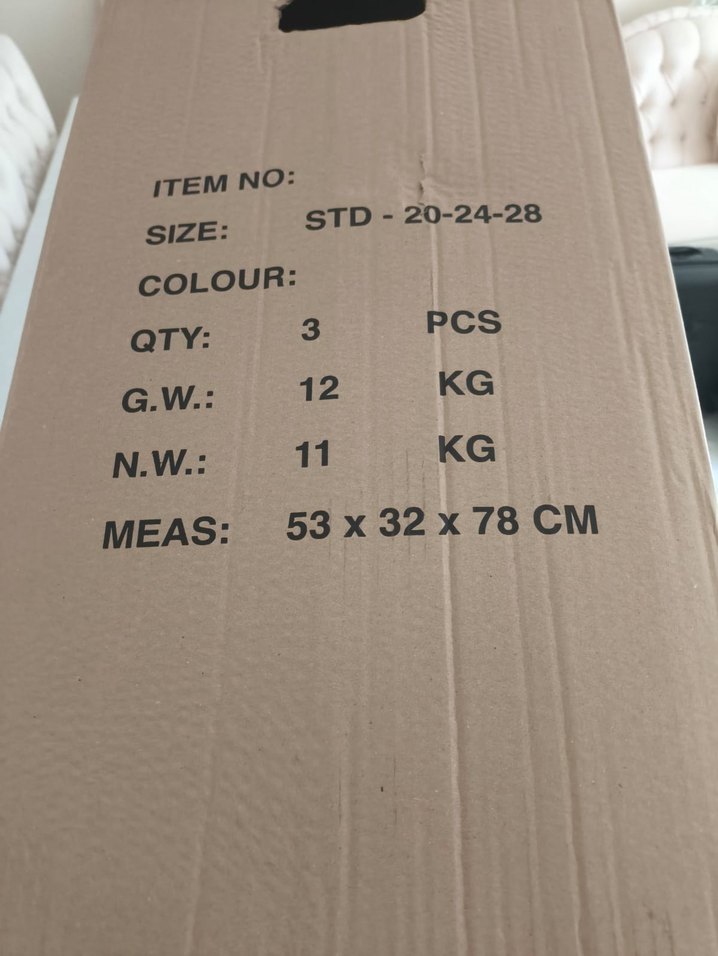 ITEM NO:
SIZE: STD - 20-24-28
COLOUR:
QTY: 3 PCS
G.W.: 12 KG
N.W.: 11 KG
MEAS: 53 x 32 x 78 CM